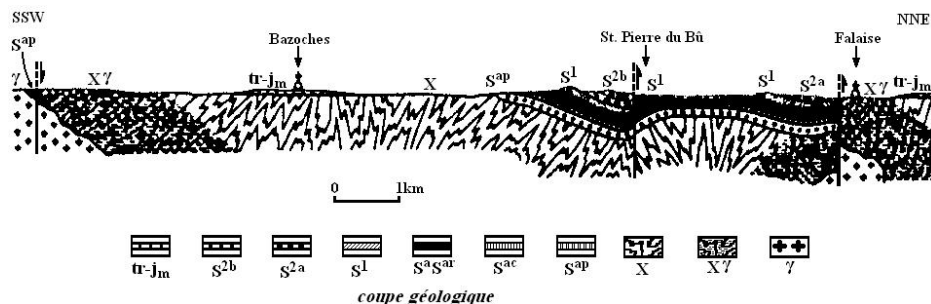 SSW NNE
Bazoches St. Pierre du Bû Falaise
Sᵃᵖ
γ Xγ tr-jₘ X Sᵃᵖ S¹ S²ᵇ S¹ S¹ S²ᵃ Xγ tr-jₘ
0 1km
tr-jₘ S²ᵇ S²ᵃ S¹ SᵃSᵃʳ Sᵃᶜ Sᵃᵖ X Xγ γ
coupe géologique